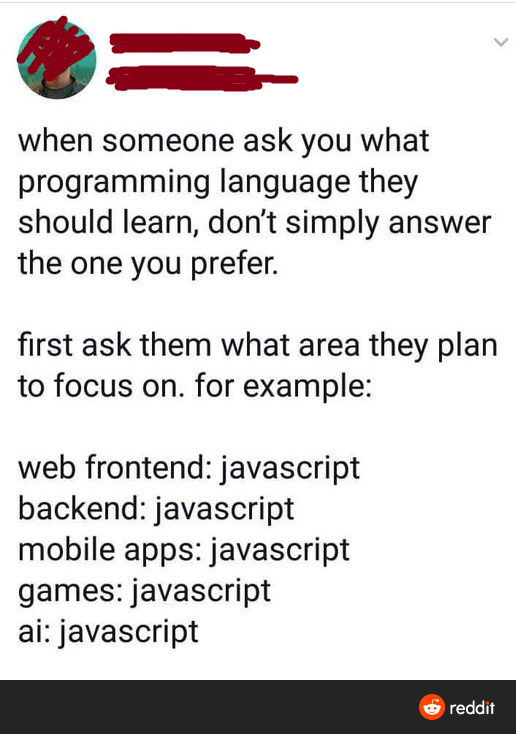 when someone ask you what
programming language they
should learn, don't simply answer
the one you prefer.
first ask them what area they plan
to focus on. for example:
web frontend: javascript
backend: javascript
mobile apps: javascript
games: javascript
ai: javascript
reddit